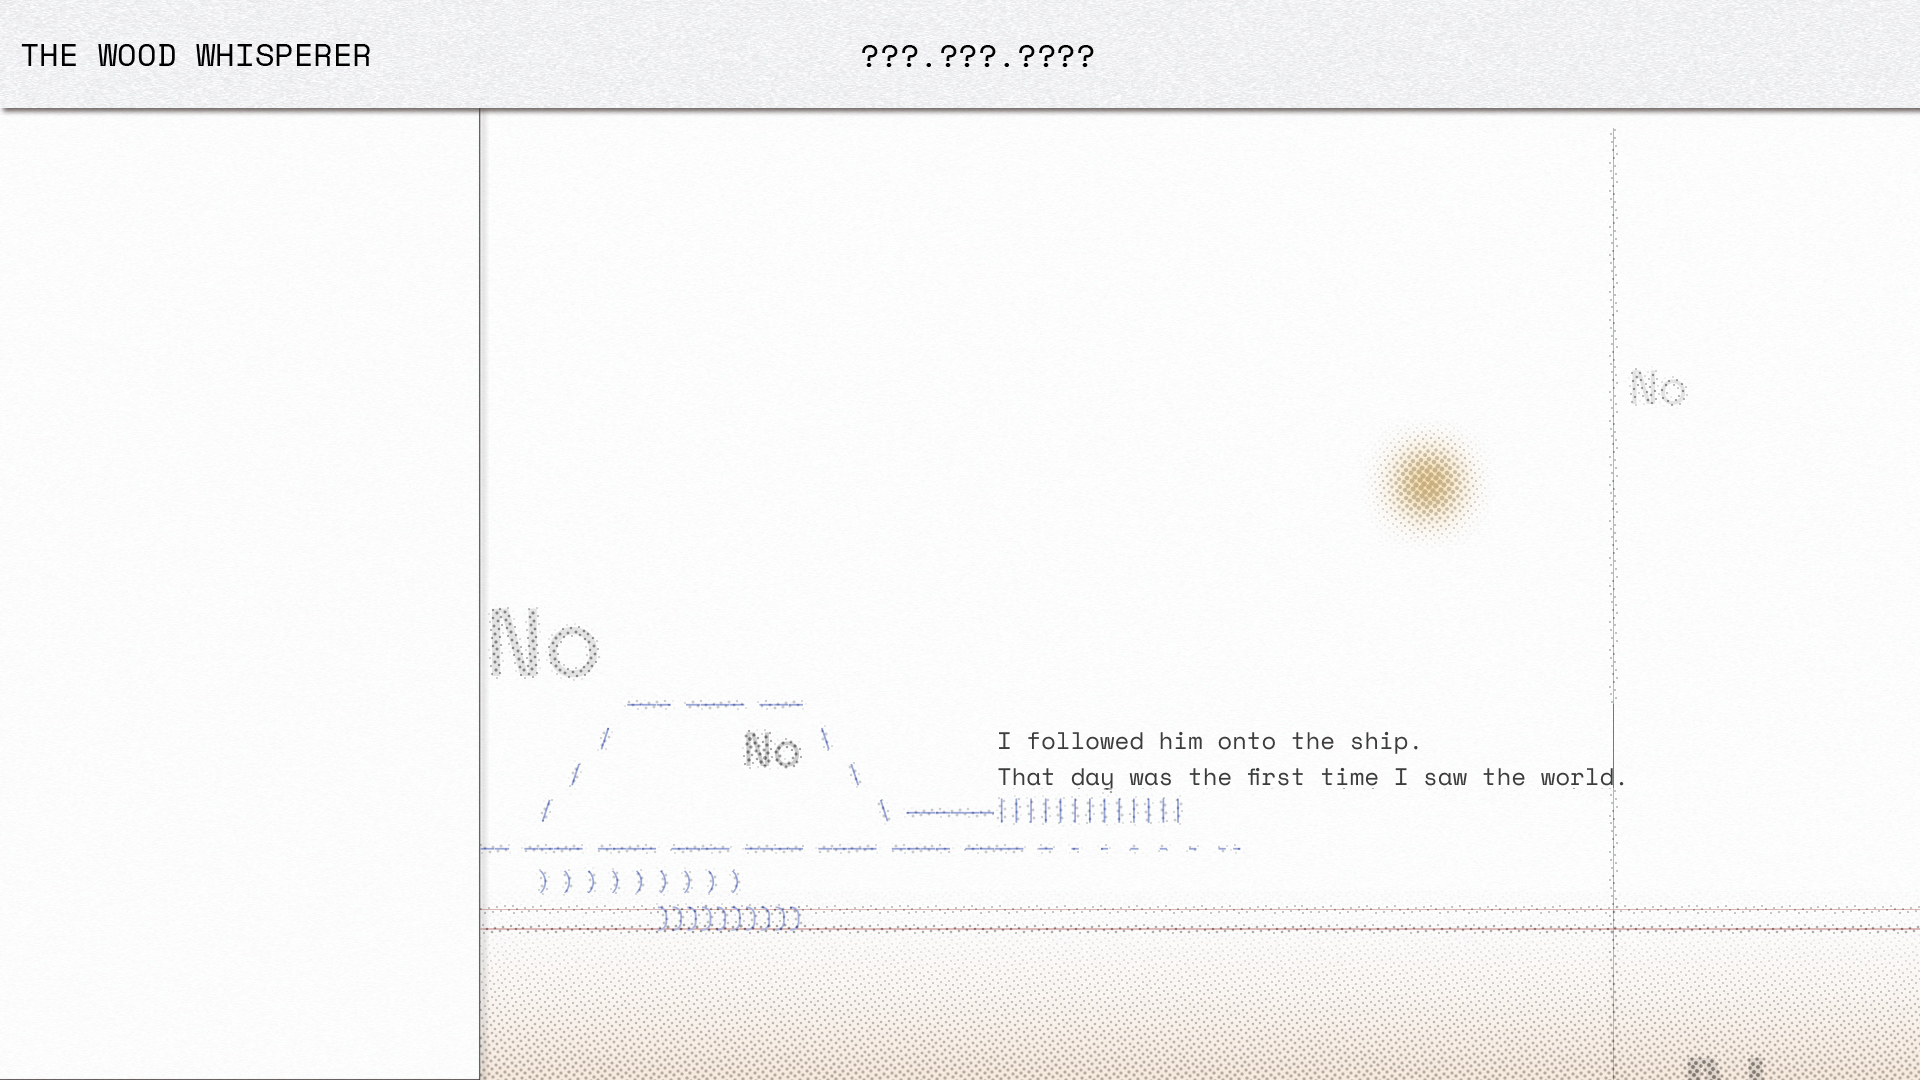 THE WOOD WHISPERER
???.???.????
No
No
No
I followed him onto the ship.
That day was the first time I saw the world.